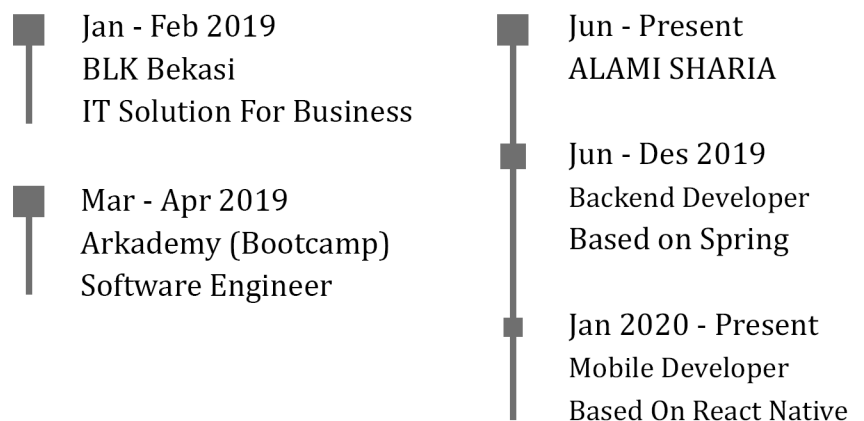 Jan - Feb 2019
BLK Bekasi
IT Solution For Business
Mar - Apr 2019
Arkademy (Bootcamp)
Software Engineer
Jun - Present
ALAMI SHARIA
Jun - Des 2019
Backend Developer
Based on Spring
Jan 2020 - Present
Mobile Developer
Based On React Native